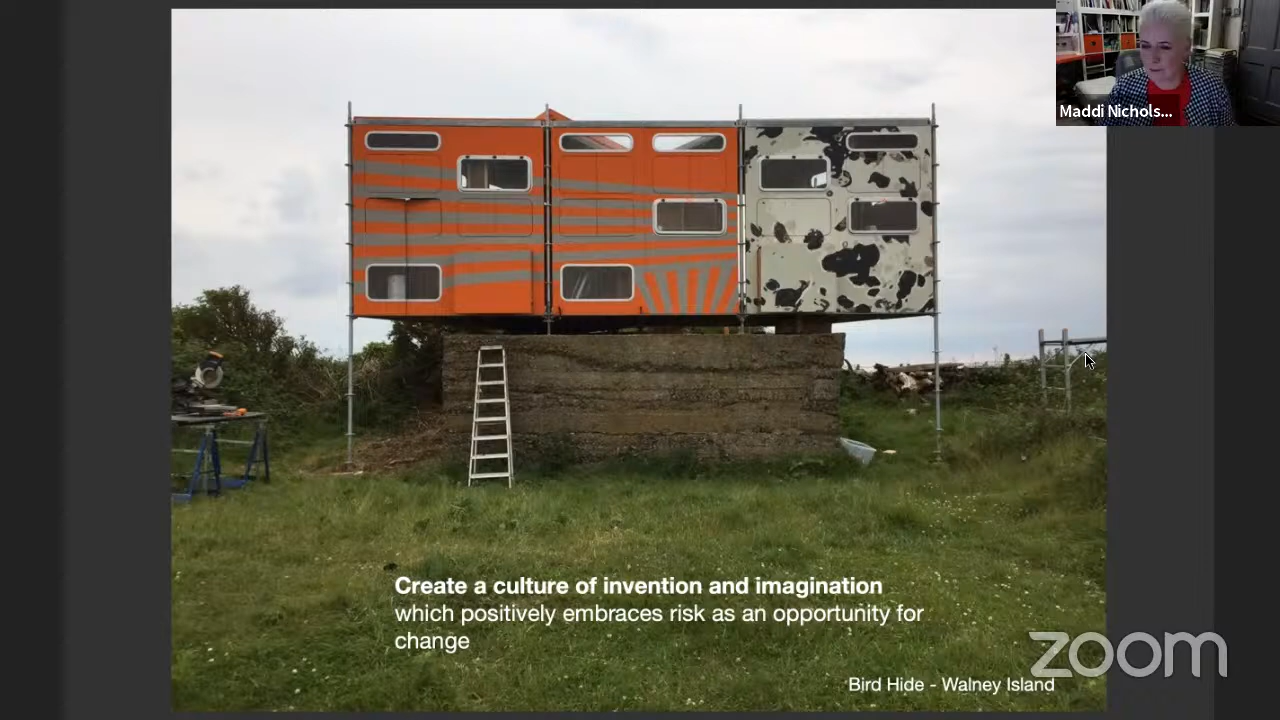 Maddi Nichols...
Create a culture of invention and imagination
which positively embraces risk as an opportunity for
change
zoom
Bird Hide - Walney Island